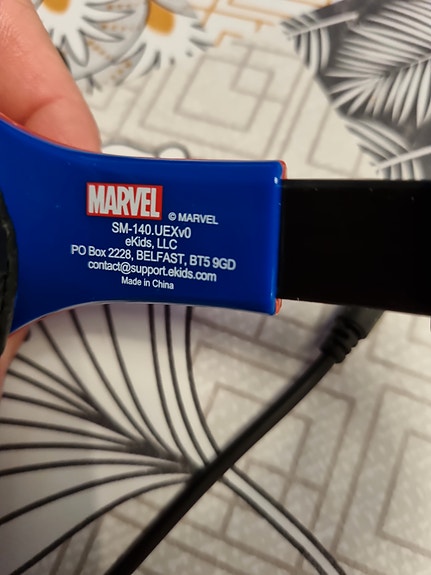 MARVEL
© MARVEL
SM-140.UEXv0
eKids, LLC
PO Box 2228, BELFAST, BT5 9GD
contact@support.ekids.com
Made in China